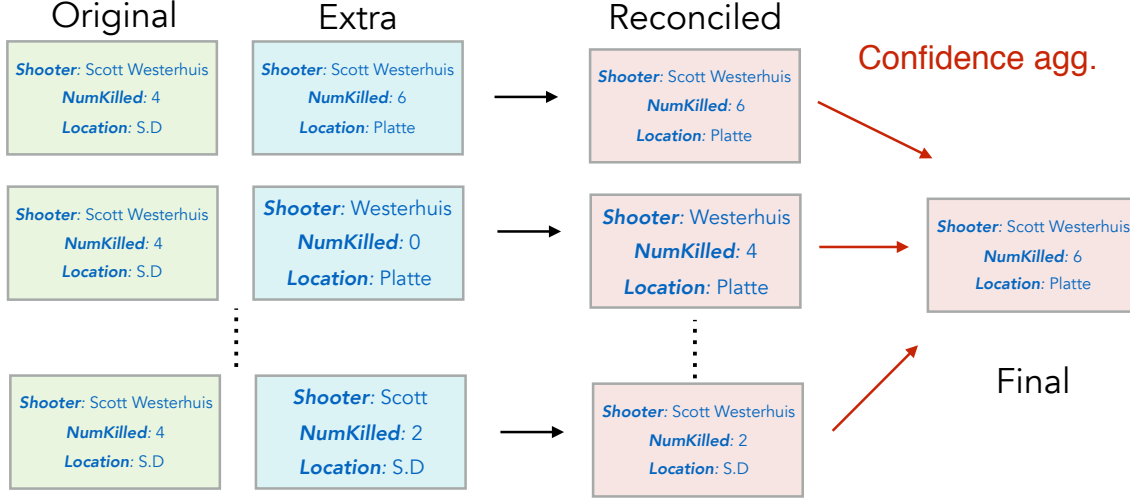 Original
Extra
Reconciled
Confidence agg.
Shooter: Scott Westerhuis
NumKilled: 4
Location: S.D
Shooter: Scott Westerhuis
NumKilled: 6
Location: Platte
Shooter: Scott Westerhuis
NumKilled: 6
Location: Platte
Shooter: Scott Westerhuis
NumKilled: 4
Location: S.D
Shooter: Westerhuis
NumKilled: 0
Location: Platte
Shooter: Westerhuis
NumKilled: 4
Location: Platte
Shooter: Scott Westerhuis
NumKilled: 6
Location: Platte
Final
Shooter: Scott Westerhuis
NumKilled: 4
Location: S.D
Shooter: Scott
NumKilled: 2
Location: S.D
Shooter: Scott Westerhuis
NumKilled: 2
Location: S.D